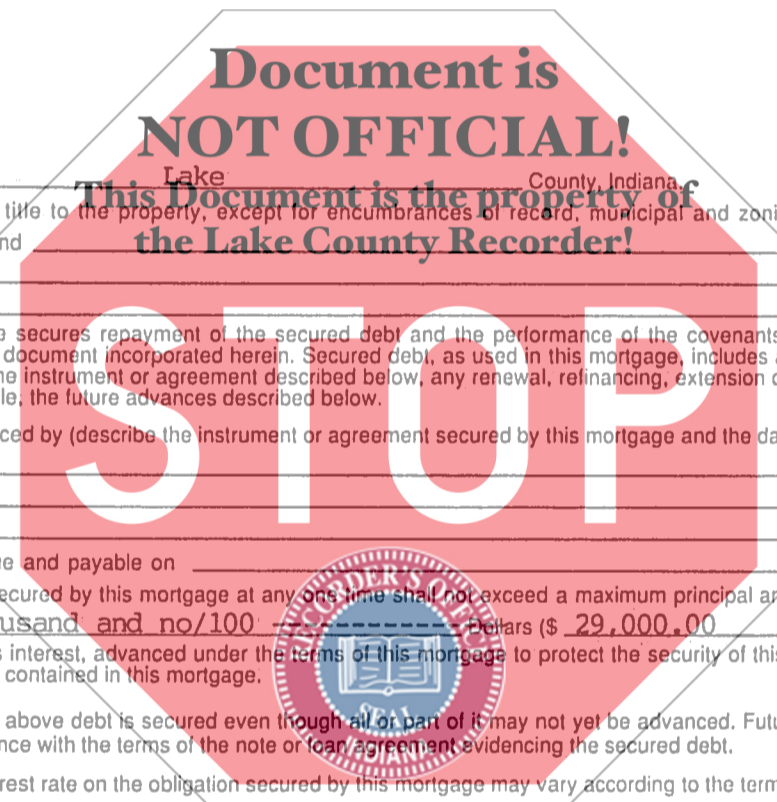 Document is
NOT OFFICIAL!
Lake County, Indiana,
This Document is the property of
title to the property, except for encumbrances of record, municipal and zoni
the Lake County Recorder!
nd
STOP
secures repayment of the secured debt and the performance of the covenants
document incorporated herein. Secured debt, as used in this mortgage, includes
e instrument or agreement described below, any renewal, refinancing, extension o
le, the future advances described below.
ced by (describe the instrument or agreement secured by this mortgage and the da
e and payable on
ecured by this mortgage at any one time shall not exceed a maximum principal a
usand and no/100 -------------- Dollars ($ 29,000.00
s interest, advanced under the terms of this mortgage to protect the security of this
contained in this mortgage.
above debt is secured even though all or part of it may not yet be advanced. Futu
nce with the terms of the note or loan agreement evidencing the secured debt.
rest rate on the obligation secured by this mortgage may vary according to the term
RECORDER'S OFFICE
SEAL
INDIANA